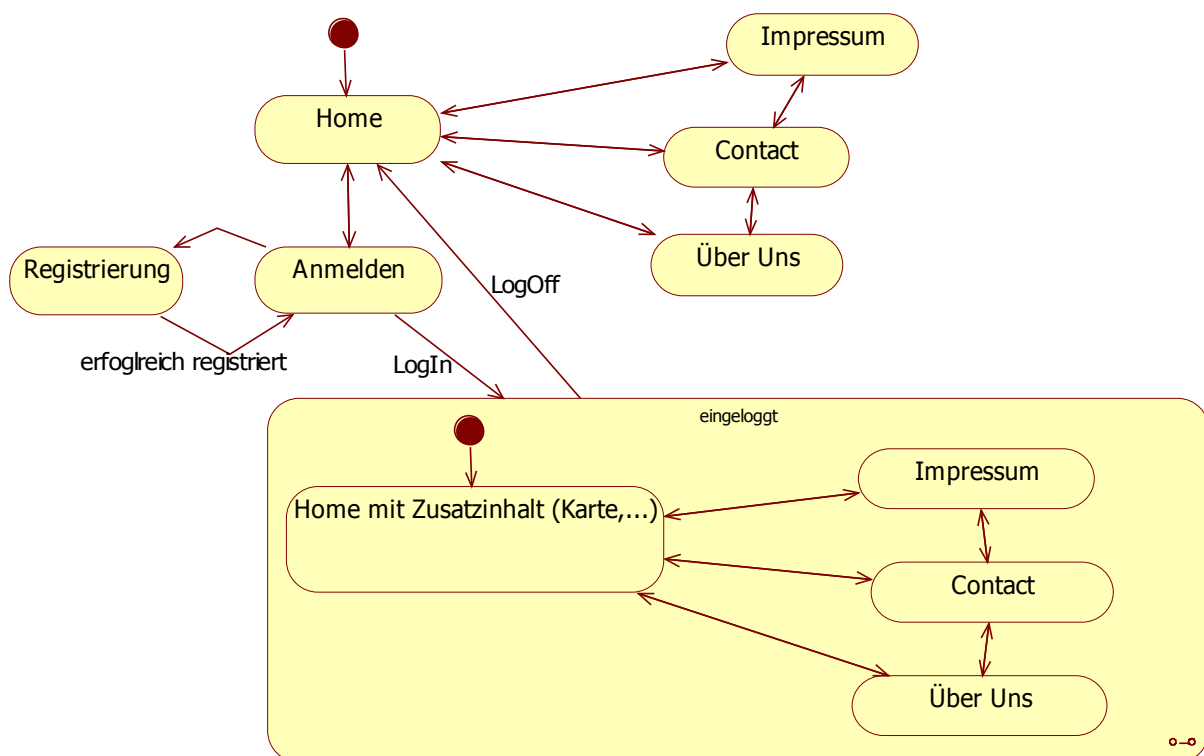 Impressum
Home
Contact
Über Uns
Registrierung
Anmelden
LogOff
erfoglreich registriert
LogIn
eingeloggt
Impressum
Home mit Zusatzinhalt (Karte,...)
Contact
Über Uns